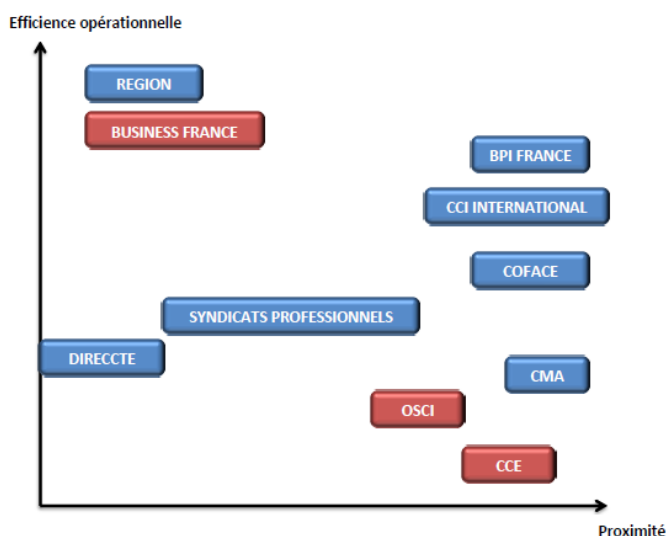 Efficience opérationnelle
REGION
BUSINESS FRANCE
BPI FRANCE
CCI INTERNATIONAL
COFACE
SYNDICATS PROFESSIONNELS
DIRECCTE
CMA
OSCI
CCE
Proximité